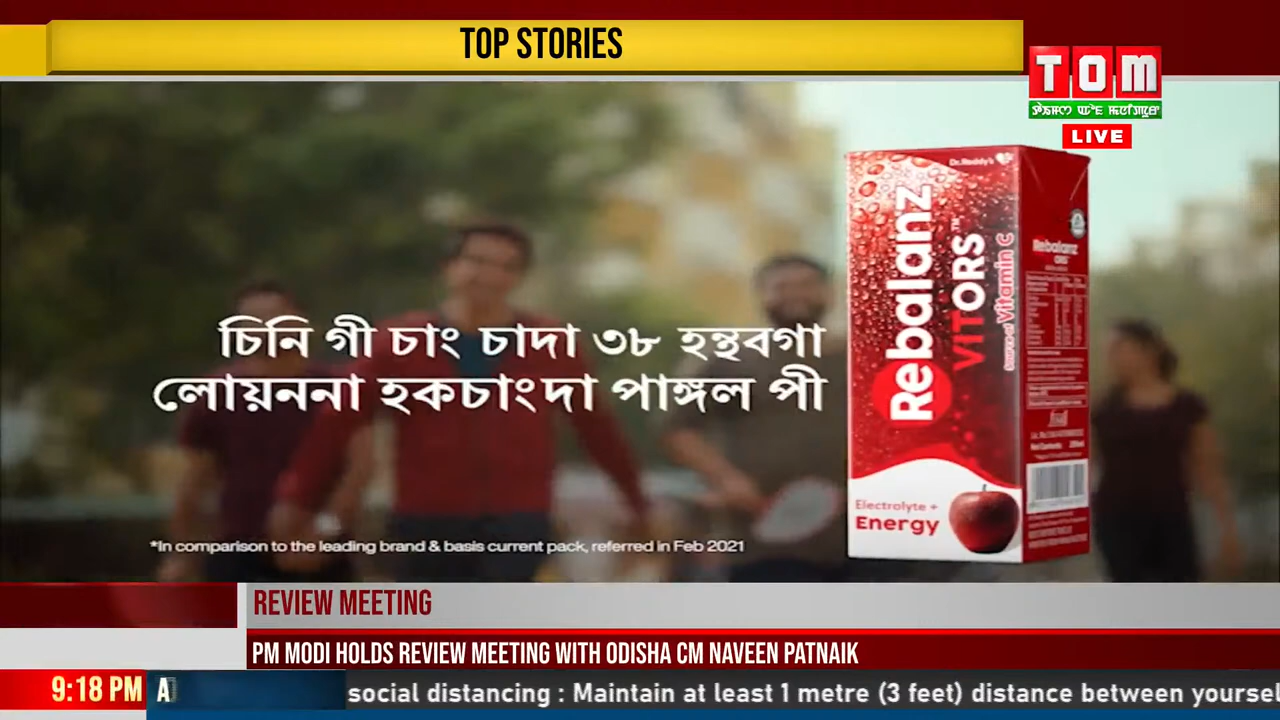 TOP STORIES
TOM
LIVE
চিনি গী চাং চাদা ৩৮ হন্থবগা
লোয়ননা হকচাংদা পাঙ্গল পী
Dr.Reddy's
Rebalanz
VITORS™
Source of Vitamin C
Electrolyte +
Energy
Rebalanz
*In comparison to the leading brand & basis current pack, referred in Feb 2021
REVIEW MEETING
PM MODI HOLDS REVIEW MEETING WITH ODISHA CM NAVEEN PATNAIK
9:18 PM
A
social distancing : Maintain at least 1 metre (3 feet) distance between yoursel